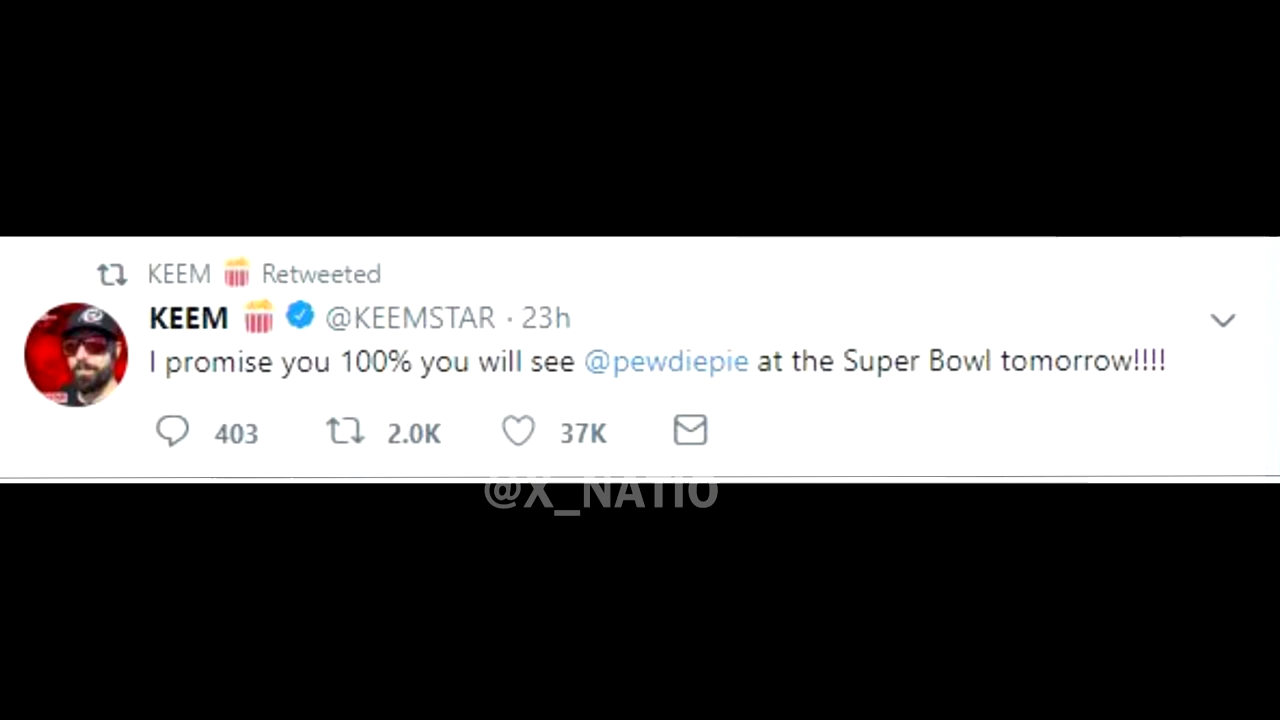 KEEM 🍿 Retweeted
KEEM 🍿 @KEEMSTAR · 23h
I promise you 100% you will see @pewdiepie at the Super Bowl tomorrow!!!!
403 2.0K 37K
@X_NATIO